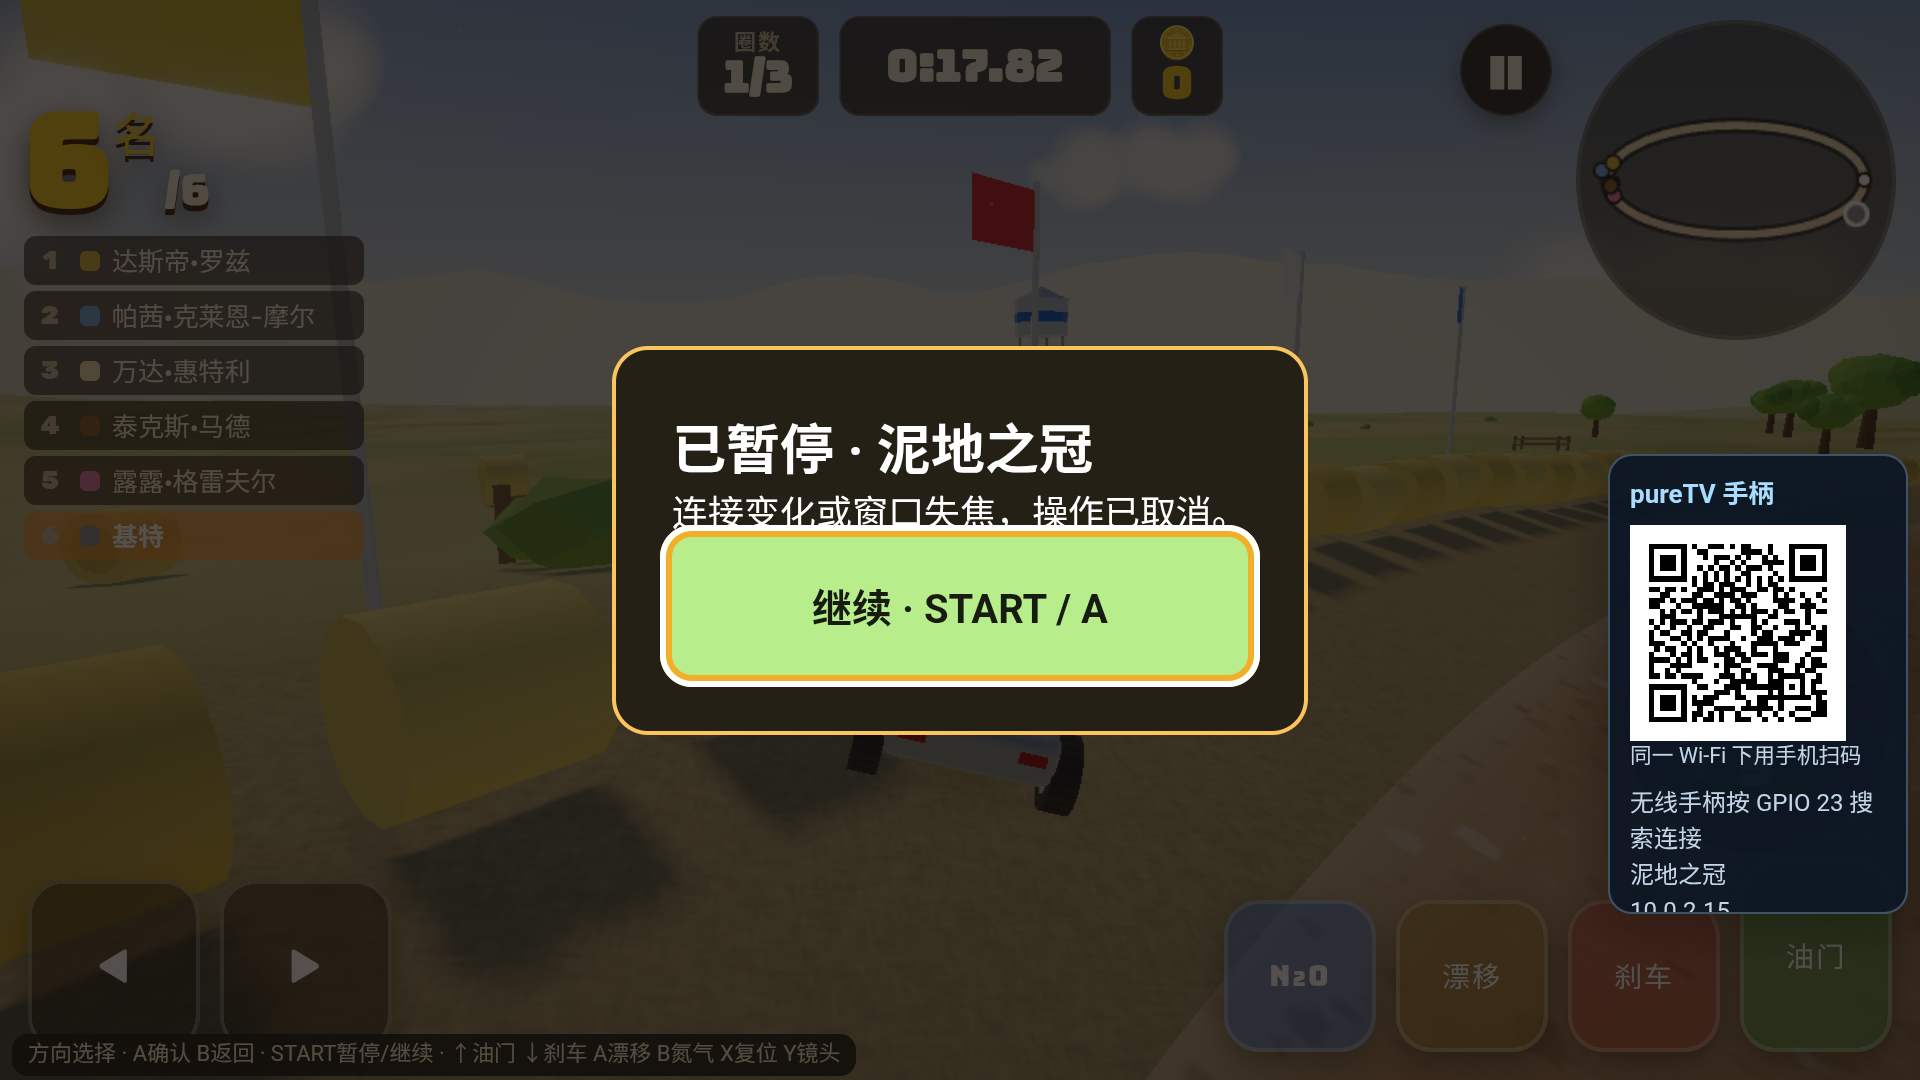 圈数
1/3
0:17.82
0
6名
/6
1 达斯帝•罗兹
2 帕茜•克莱恩-摩尔
3 万达•惠特利
4 泰克斯•马德
5 露露•格雷夫尔
6 基特
已暂停 · 泥地之冠
连接变化或窗口失焦，操作已取消。
继续 · START / A
pureTV 手柄
同一 Wi-Fi 下用手机扫码
无线手柄按 GPIO 23 搜
索连接
泥地之冠
10.0.2.15
N2O
漂移
刹车
油门
方向选择 · A确认 B返回 · START暂停/继续 · ↑油门 ↓刹车 A漂移 B氮气 X复位 Y镜头